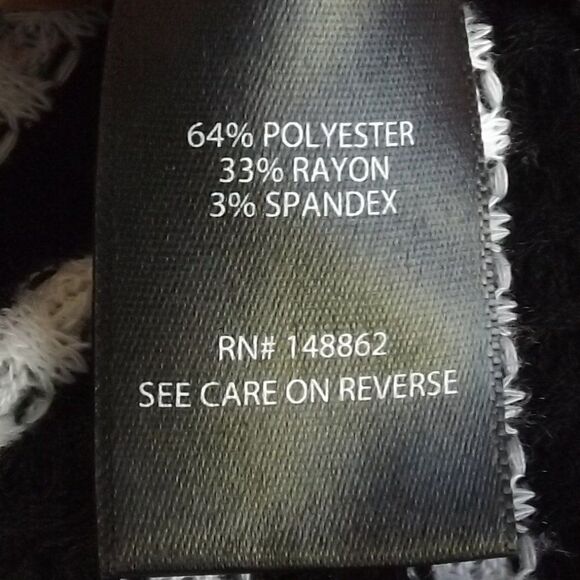 64% POLYESTER
33% RAYON
3% SPANDEX
RN# 148862
SEE CARE ON REVERSE